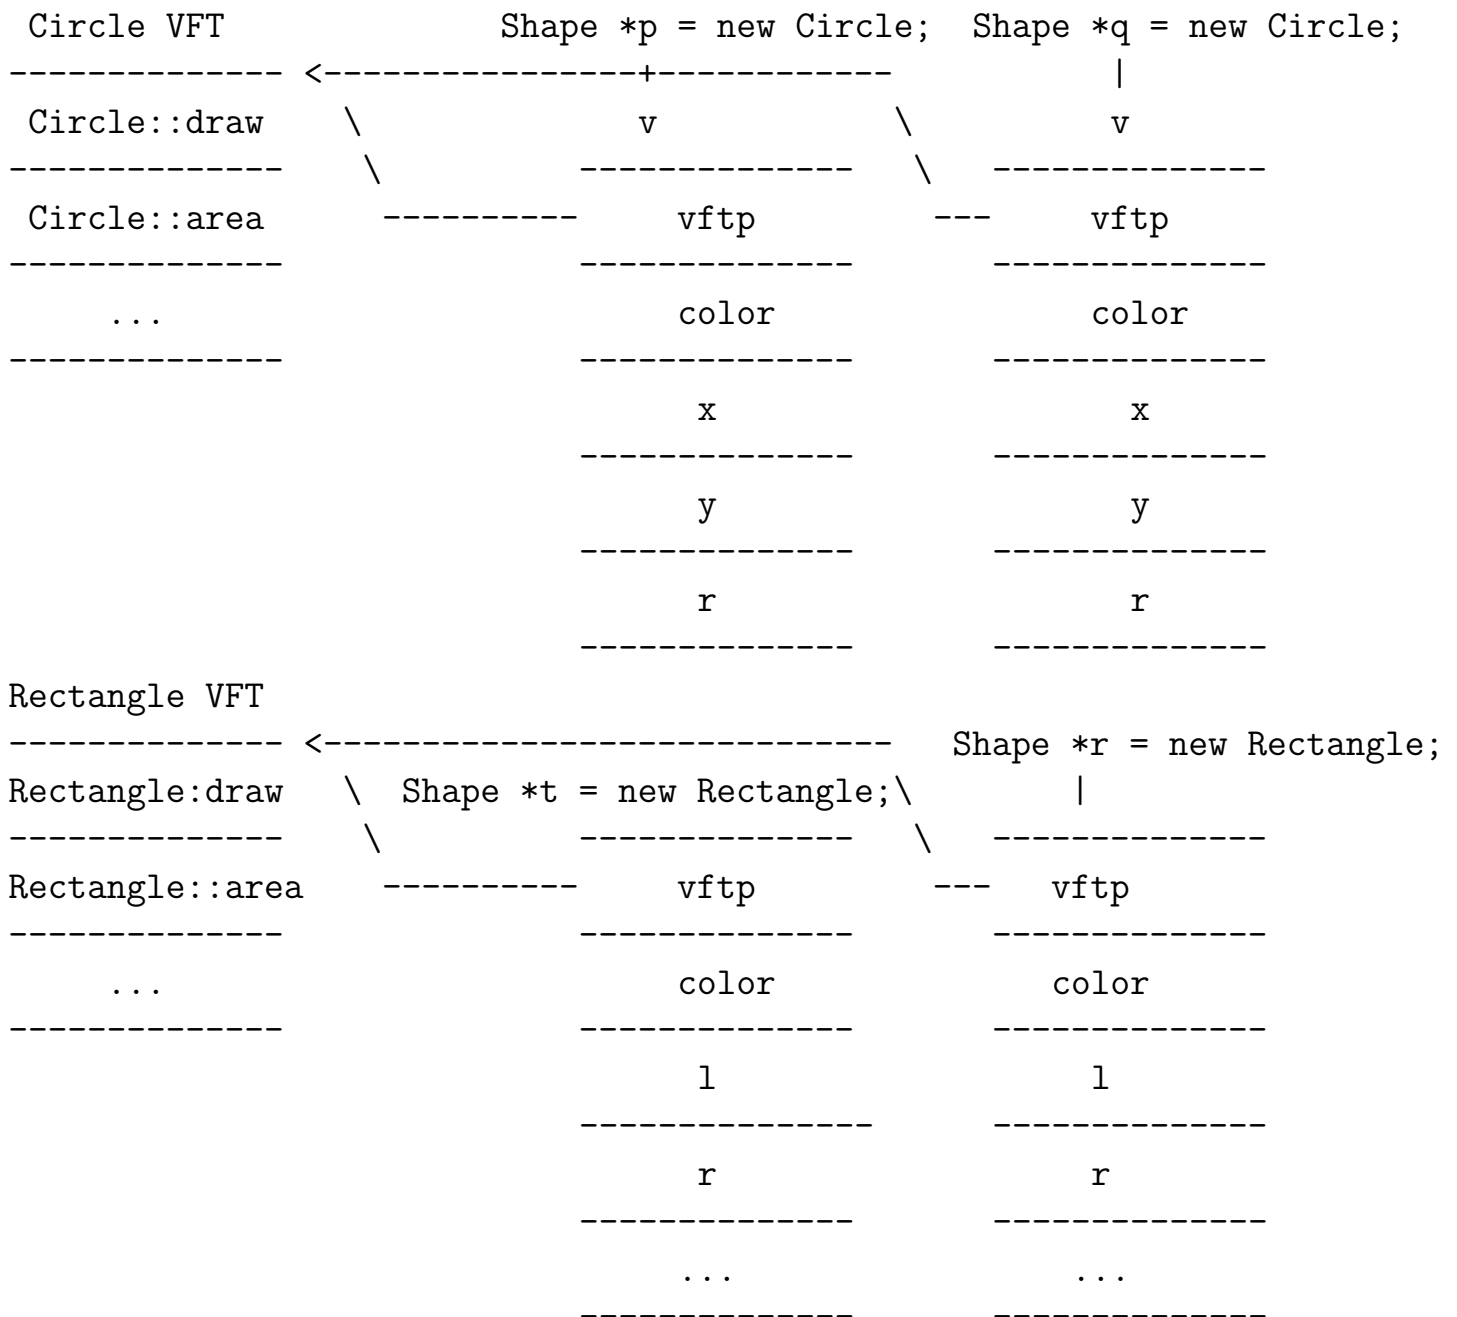 Circle VFT Shape *p = new Circle; Shape *q = new Circle;
-------------- <----------------+------------ |
Circle::draw \ v \ v
-------------- \ -------------- \ --------------
Circle::area ---------- vftp --- vftp
-------------- -------------- --------------
... color color
-------------- -------------- --------------
x x
-------------- --------------
y y
-------------- --------------
r r
-------------- --------------
Rectangle VFT
-------------- <----------------------------- Shape *r = new Rectangle;
Rectangle:draw \ Shape *t = new Rectangle;\ |
-------------- \ -------------- \ --------------
Rectangle::area ---------- vftp --- vftp
-------------- -------------- --------------
... color color
-------------- -------------- --------------
l l
--------------- --------------
r r
-------------- --------------
... ...
-------------- --------------